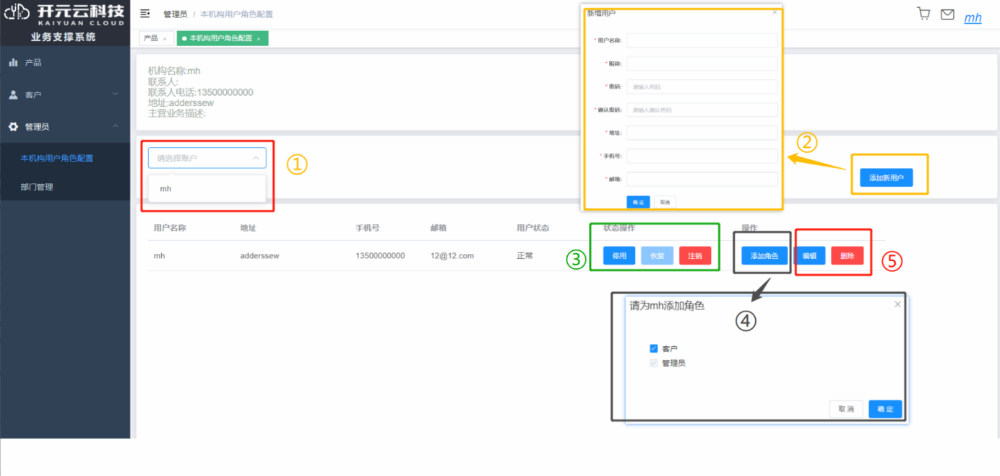 开元云科技
KAIYUAN CLOUD
业务支撑系统
产品
客户
管理员
本机构用户角色配置
部门管理
管理员 / 本机构用户角色配置
mh
产品 ×
本机构用户角色配置 ×
机构名称:mh
联系人:
联系人电话:13500000000
地址:adderssew
主营业务描述:
请选择账户
mh
①
新增用户 ×
* 用户名称:
* 昵称:
* 密码: 请输入密码
* 确认密码: 请输入确认密码
* 地址:
* 手机号:
* 邮箱:
确 定 取消
②
添加新用户
用户名称 地址 手机号 邮箱 用户状态 状态操作 操作
mh adderssew 13500000000 12@12.com 正常 停用 恢复 注销 添加角色 编辑 删除
③
⑤
请为mh添加角色 ×
④
客户
管理员
取 消 确 定